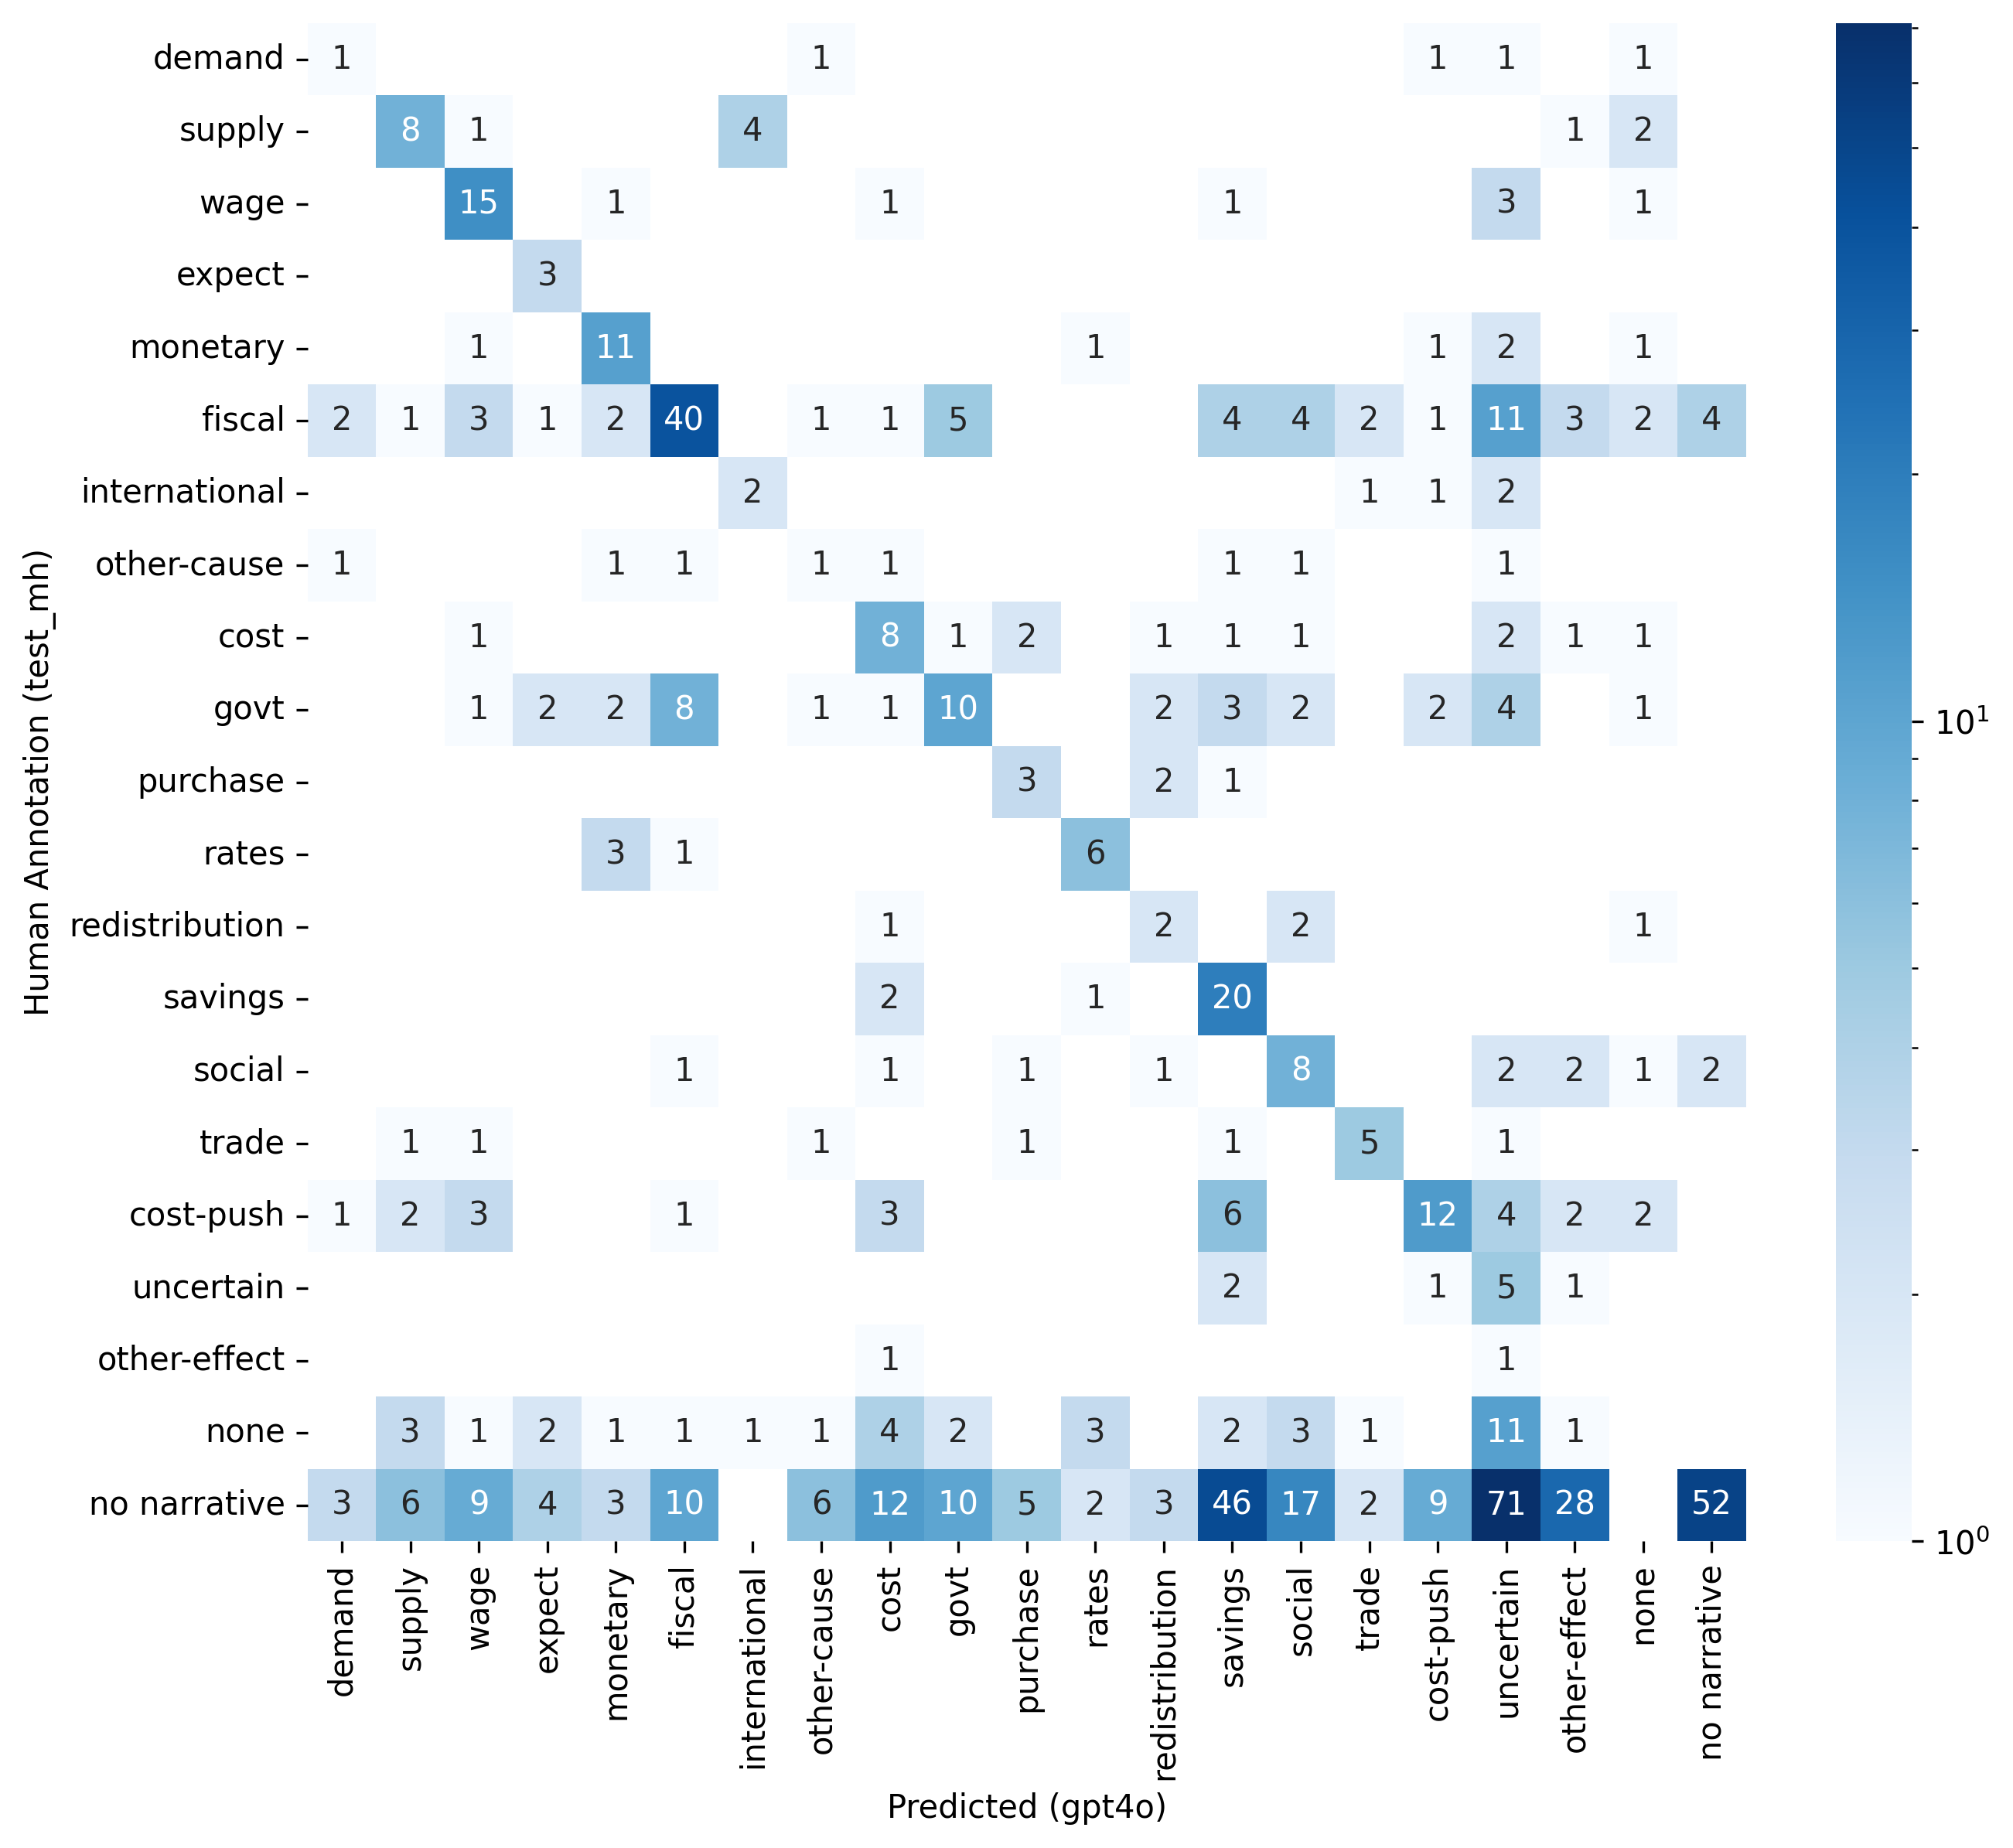 demand 1 1 1 1 1
supply 8 1 4 1 2
wage 15 1 1 1 3 1
expect 3
monetary 1 11 1 1 2 1
fiscal 2 1 3 1 2 40 1 1 5 4 4 2 1 11 3 2 4
international 2 1 1 2
other-cause 1 1 1 1 1 1 1 1
cost 1 8 1 2 1 1 1 2 1 1
govt 1 2 2 8 1 1 10 2 3 2 2 4 1
purchase 3 2 1
rates 3 1 6
redistribution 1 2 2 1
savings 2 1 20
social 1 1 1 1 8 2 2 1 2
trade 1 1 1 1 1 5 1
cost-push 1 2 3 1 3 6 12 4 2 2
uncertain 2 1 5 1
other-effect 1 1
none 3 1 2 1 1 1 1 4 2 3 2 3 1 11 1
no narrative 3 6 9 4 3 10 6 12 10 5 2 3 46 17 2 9 71 28 52
demand
supply
wage
expect
monetary
fiscal
international
other-cause
cost
govt
purchase
rates
redistribution
savings
social
trade
cost-push
uncertain
other-effect
none
no narrative
Predicted (gpt4o)
Human Annotation (test_mh)
10¹
10⁰